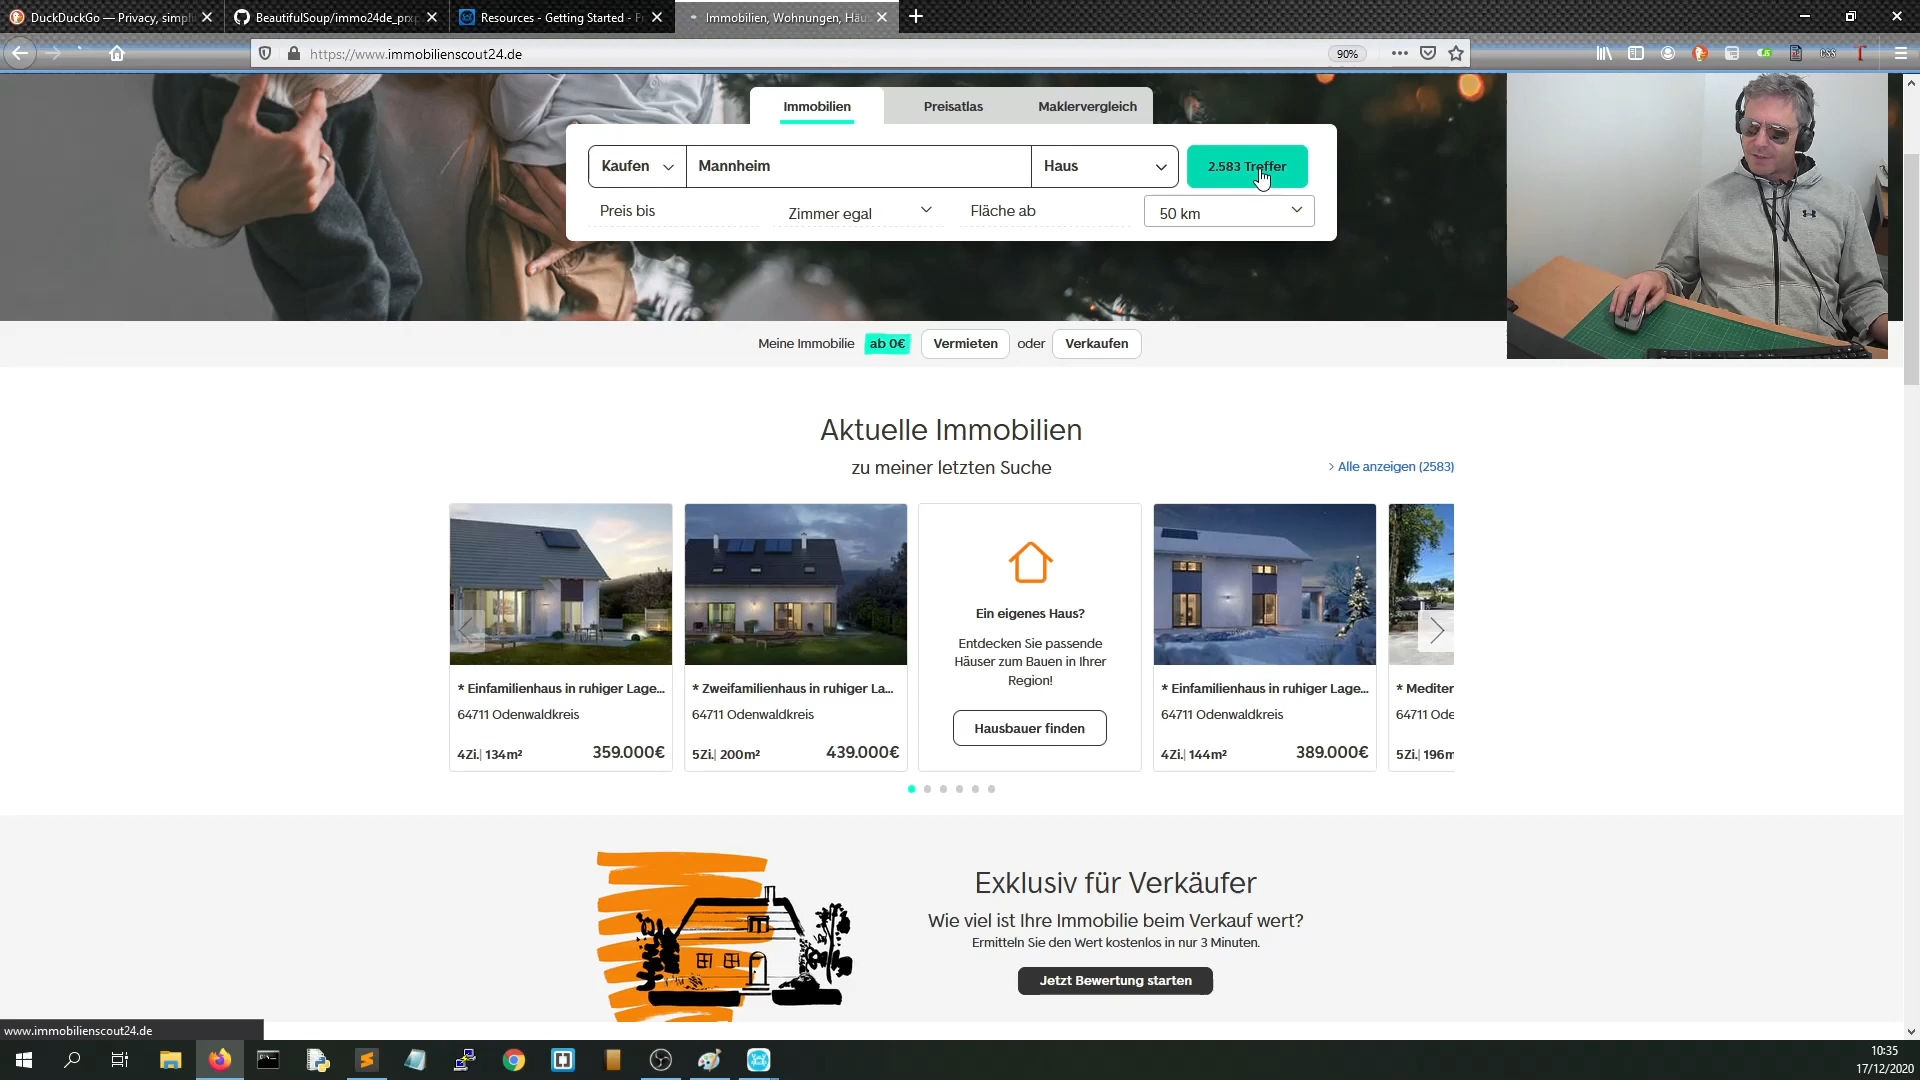 DuckDuckGo — Privacy, simpli
BeautifulSoup/immo24de_prxp
Resources - Getting Started - F
Immobilien, Wohnungen, Häu
https://www.immobilienscout24.de
90%
CSS
Immobilien
Preisatlas
Maklervergleich
Kaufen
Mannheim
Haus
2.583 Treffer
Preis bis
Zimmer egal
Fläche ab
50 km
Meine Immobilie ab 0€ Vermieten oder Verkaufen
Aktuelle Immobilien
zu meiner letzten Suche
Alle anzeigen (2583)
* Einfamilienhaus in ruhiger Lage...
64711 Odenwaldkreis
4Zi.| 134m² 359.000€
* Zweifamilienhaus in ruhiger La...
64711 Odenwaldkreis
5Zi.| 200m² 439.000€
Ein eigenes Haus?
Entdecken Sie passende
Häuser zum Bauen in Ihrer
Region!
Hausbauer finden
* Einfamilienhaus in ruhiger Lage...
64711 Odenwaldkreis
4Zi.| 144m² 389.000€
* Mediter
64711 Ode
5Zi.| 196m
Exklusiv für Verkäufer
Wie viel ist Ihre Immobilie beim Verkauf wert?
Ermitteln Sie den Wert kostenlos in nur 3 Minuten.
Jetzt Bewertung starten
www.immobilienscout24.de
10:35
17/12/2020